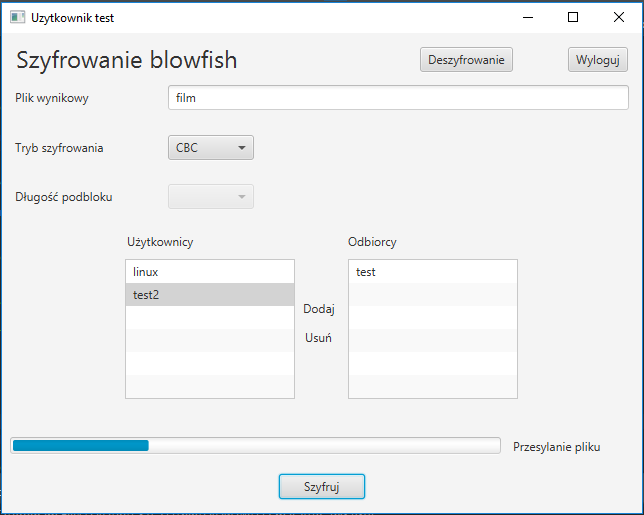 Uzytkownik test
Szyfrowanie blowfish
Deszyfrowanie
Wyloguj
Plik wynikowy
film
Tryb szyfrowania
CBC
Długość podbloku
Użytkownicy
Odbiorcy
linux
test
test2
Dodaj
Usuń
Przesylanie pliku
Szyfruj